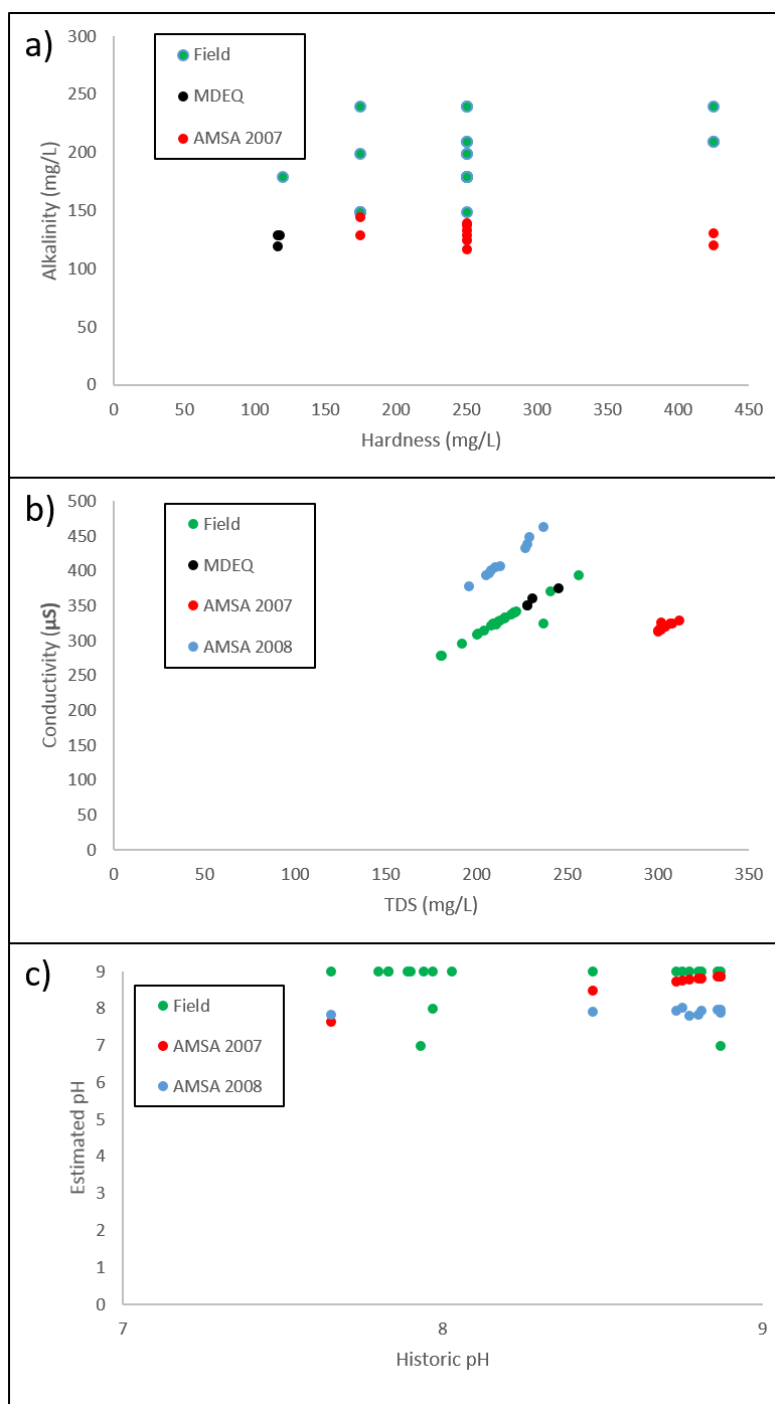 a)
300
250
200
150
100
50
0
Alkalinity (mg/L)
Field
MDEQ
AMSA 2007
0 50 100 150 200 250 300 350 400 450
Hardness (mg/L)
b)
500
450
400
350
300
250
200
150
100
50
0
Conductivity (µS)
Field
MDEQ
AMSA 2007
AMSA 2008
0 50 100 150 200 250 300 350
TDS (mg/L)
c)
9
8
7
6
5
4
3
2
1
0
Estimated pH
Field
AMSA 2007
AMSA 2008
7 8 9
Historic pH